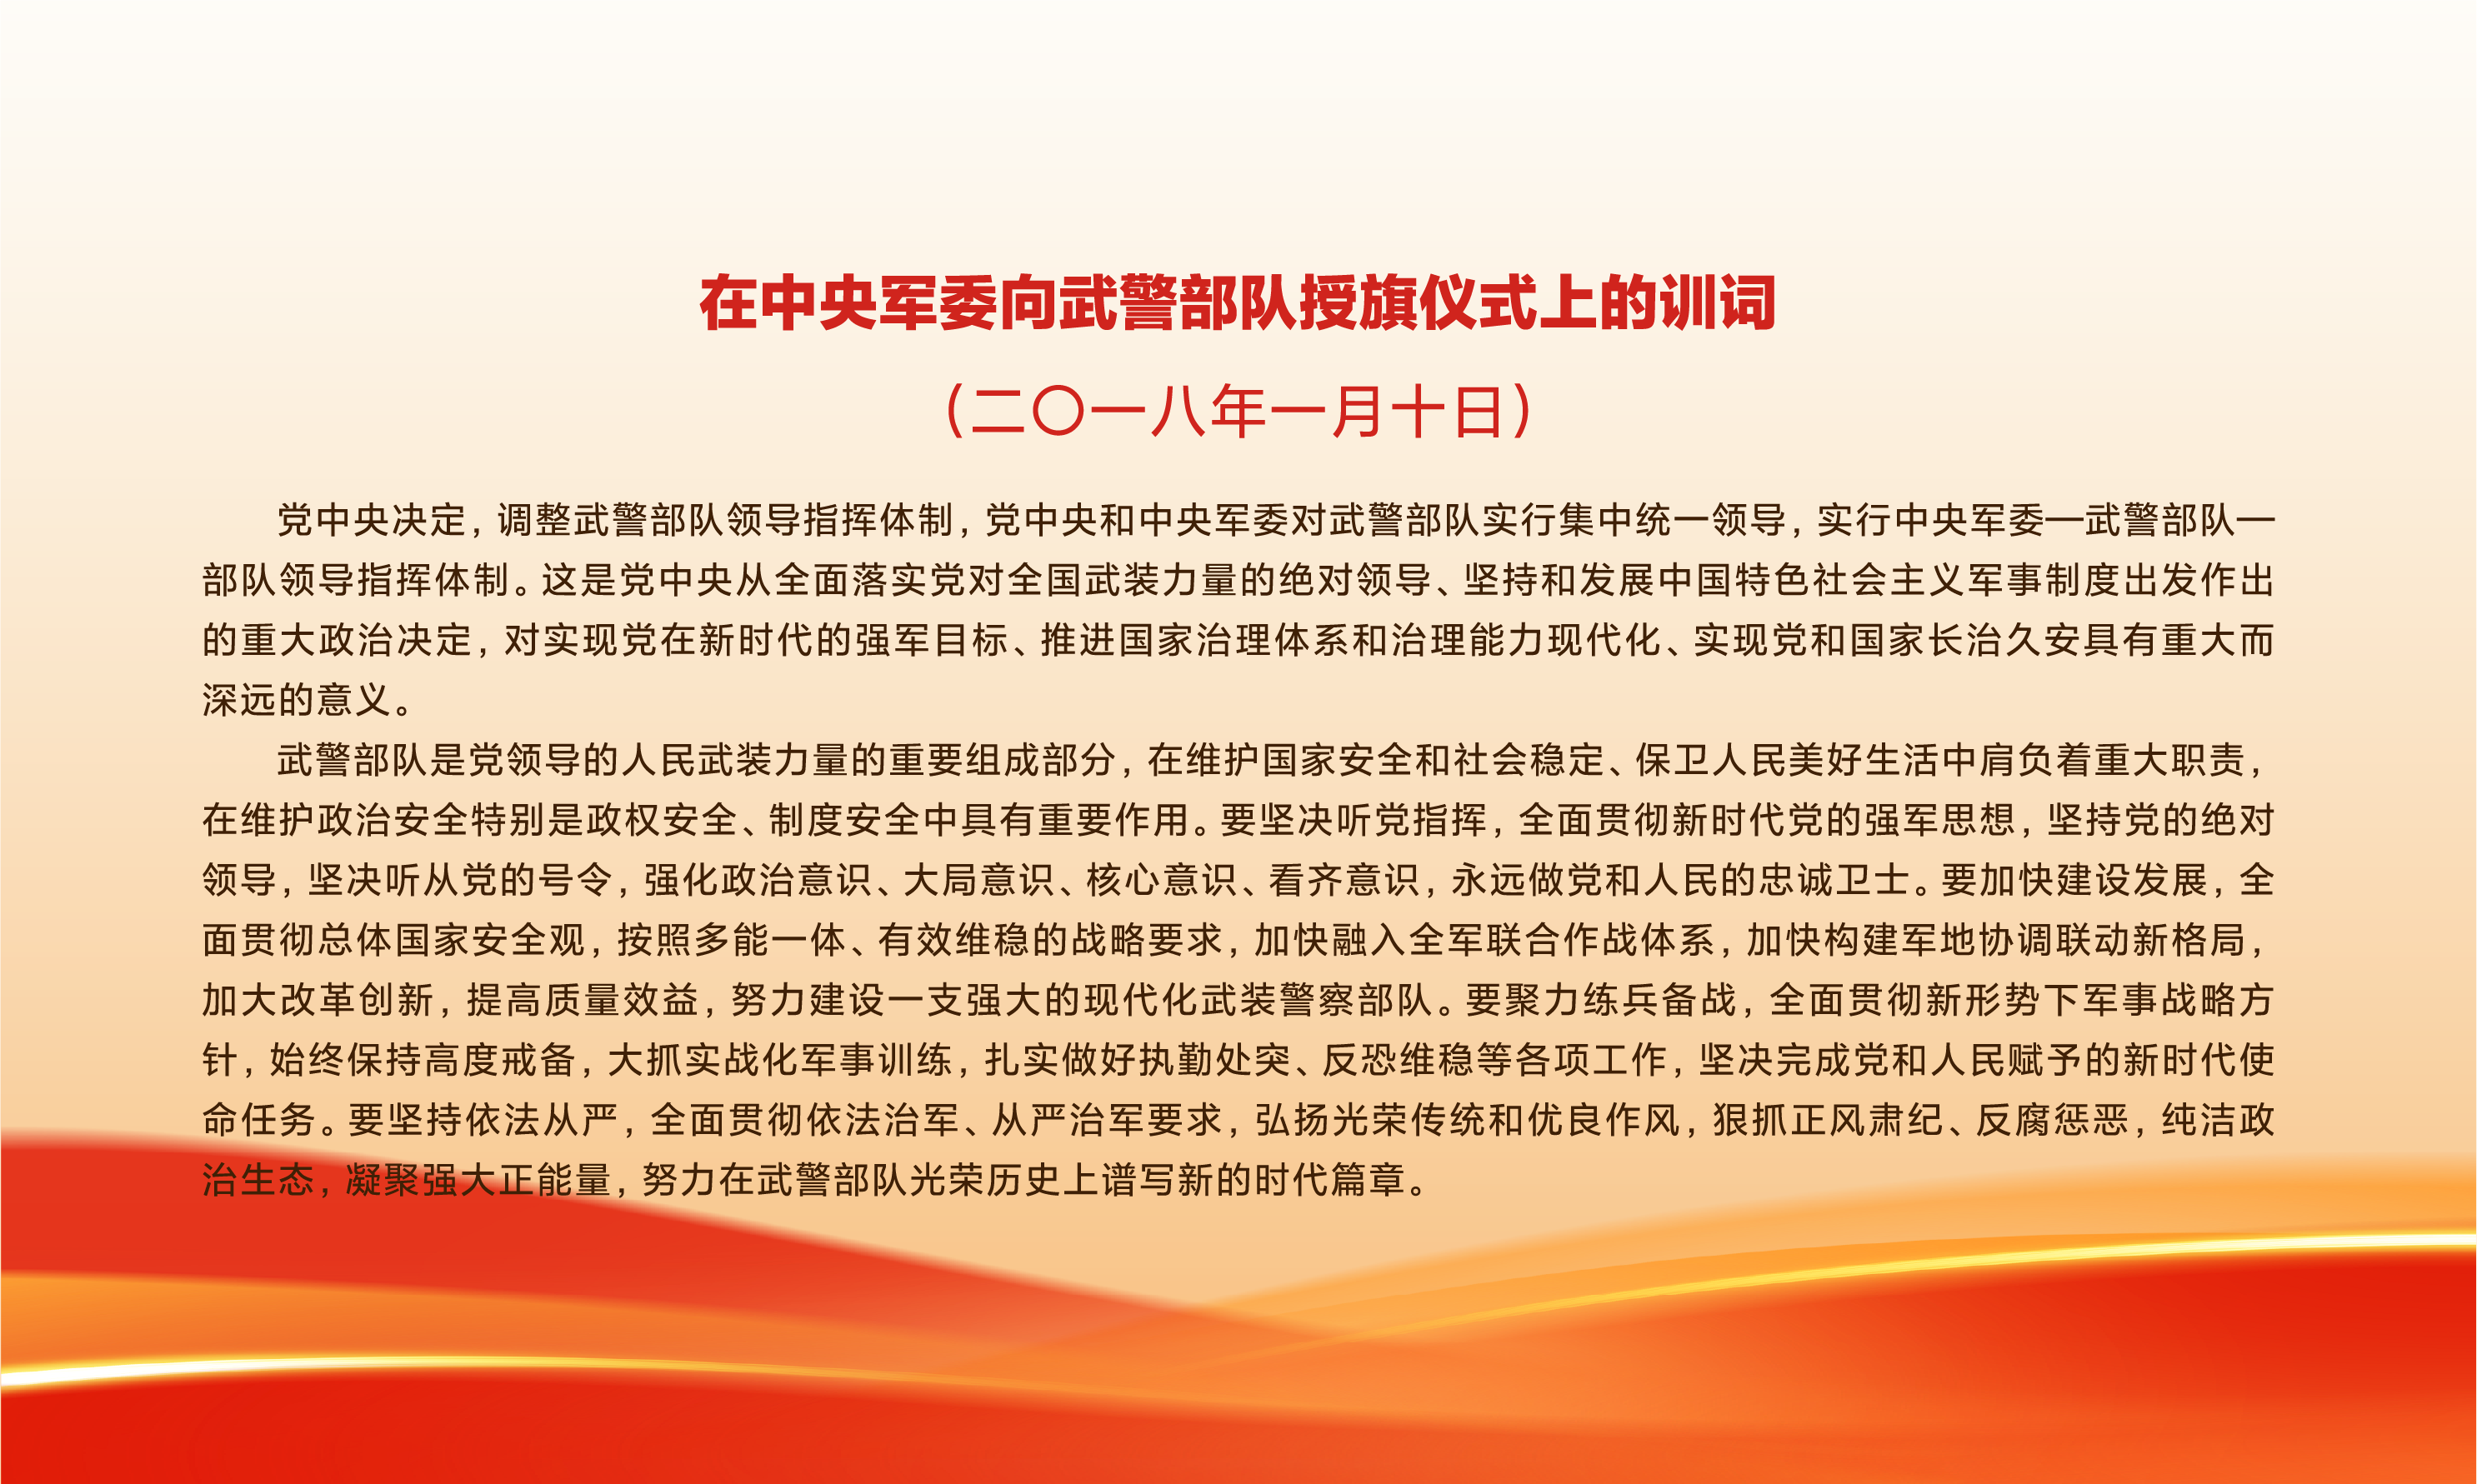 在中央军委向武警部队授旗仪式上的训词
(二〇一八年一月十日)
党中央决定，调整武警部队领导指挥体制，党中央和中央军委对武警部队实行集中统一领导，实行中央军委—武警部队—
部队领导指挥体制。这是党中央从全面落实党对全国武装力量的绝对领导、坚持和发展中国特色社会主义军事制度出发作出
的重大政治决定，对实现党在新时代的强军目标、推进国家治理体系和治理能力现代化、实现党和国家长治久安具有重大而
深远的意义。
武警部队是党领导的人民武装力量的重要组成部分，在维护国家安全和社会稳定、保卫人民美好生活中肩负着重大职责，
在维护政治安全特别是政权安全、制度安全中具有重要作用。要坚决听党指挥，全面贯彻新时代党的强军思想，坚持党的绝对
领导，坚决听从党的号令，强化政治意识、大局意识、核心意识、看齐意识，永远做党和人民的忠诚卫士。要加快建设发展，全
面贯彻总体国家安全观，按照多能一体、有效维稳的战略要求，加快融入全军联合作战体系，加快构建军地协调联动新格局，
加大改革创新，提高质量效益，努力建设一支强大的现代化武装警察部队。要聚力练兵备战，全面贯彻新形势下军事战略方
针，始终保持高度戒备，大抓实战化军事训练，扎实做好执勤处突、反恐维稳等各项工作，坚决完成党和人民赋予的新时代使
命任务。要坚持依法从严，全面贯彻依法治军、从严治军要求，弘扬光荣传统和优良作风，狠抓正风肃纪、反腐惩恶，纯洁政
治生态，凝聚强大正能量，努力在武警部队光荣历史上谱写新的时代篇章。